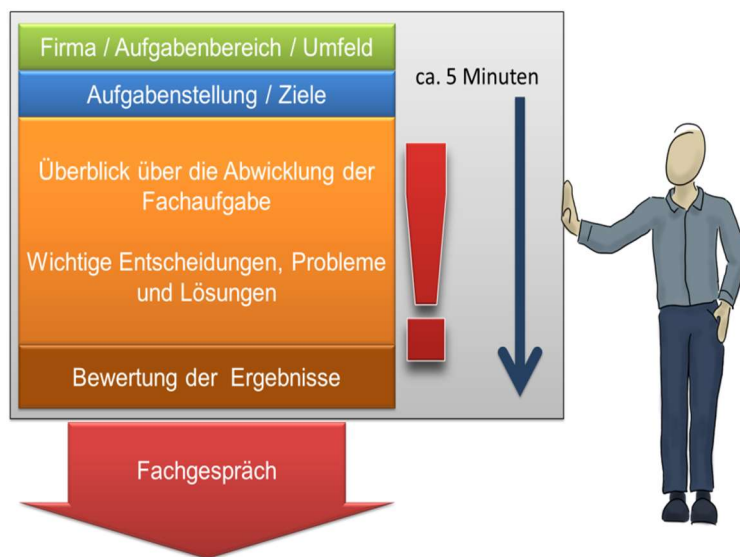 Firma / Aufgabenbereich / Umfeld
ca. 5 Minuten
Aufgabenstellung / Ziele
Überblick über die Abwicklung der
Fachaufgabe
Wichtige Entscheidungen, Probleme
und Lösungen
!
Bewertung der Ergebnisse
Fachgespräch